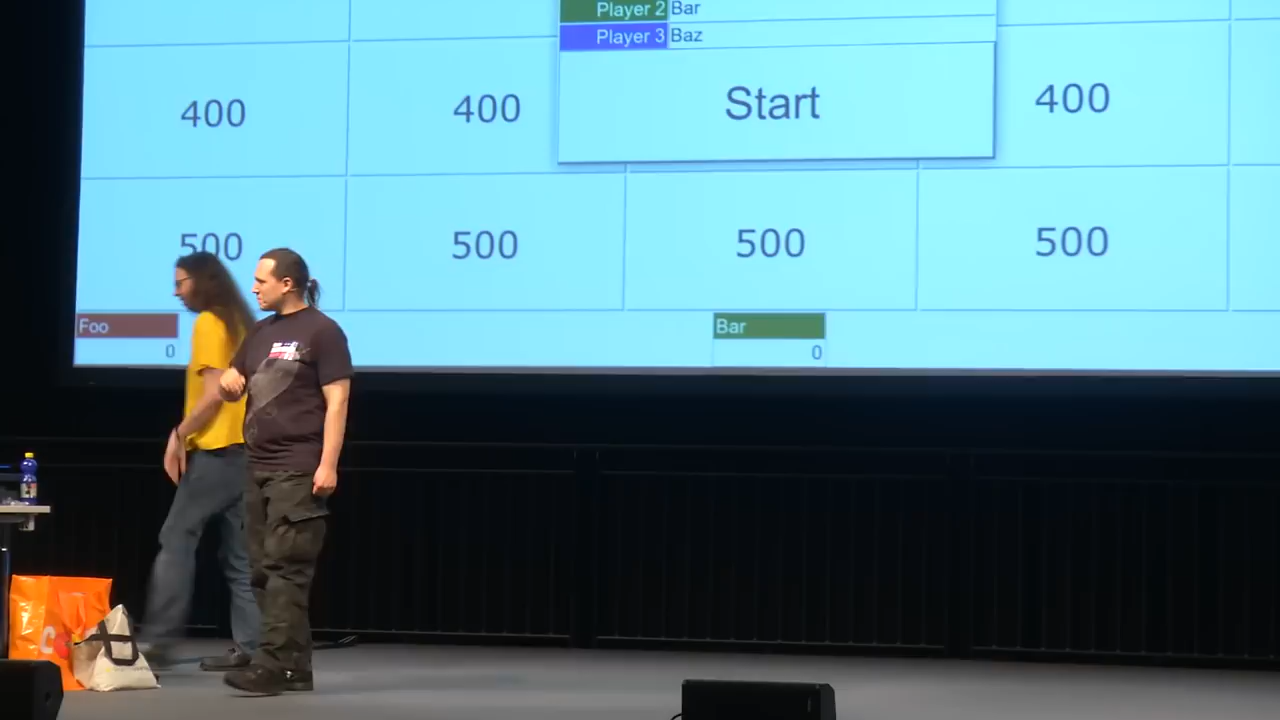 Player 2 Bar
Player 3 Baz
400 400 Start 400
500 500 500 500
Foo Bar
0 0